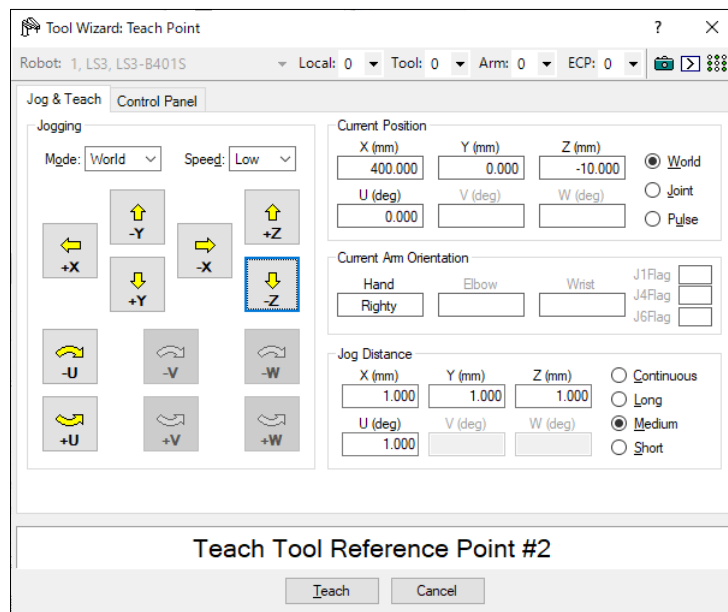 Tool Wizard: Teach Point
?
Robot: 1, LS3, LS3-B401S Local: 0 Tool: 0 Arm: 0 ECP: 0
Jog & Teach Control Panel
Jogging
Mode: World Speed: Low
-Y +Z
+X -X
+Y -Z
-U -V -W
+U +V +W
Current Position
X (mm) Y (mm) Z (mm)
400.000 0.000 -10.000
U (deg) V (deg) W (deg)
0.000
World
Joint
Pulse
Current Arm Orientation
Hand Elbow Wrist
Righty
J1Flag
J4Flag
J6Flag
Jog Distance
X (mm) Y (mm) Z (mm)
1.000 1.000 1.000
U (deg) V (deg) W (deg)
1.000
Continuous
Long
Medium
Short
Teach Tool Reference Point #2
Teach Cancel